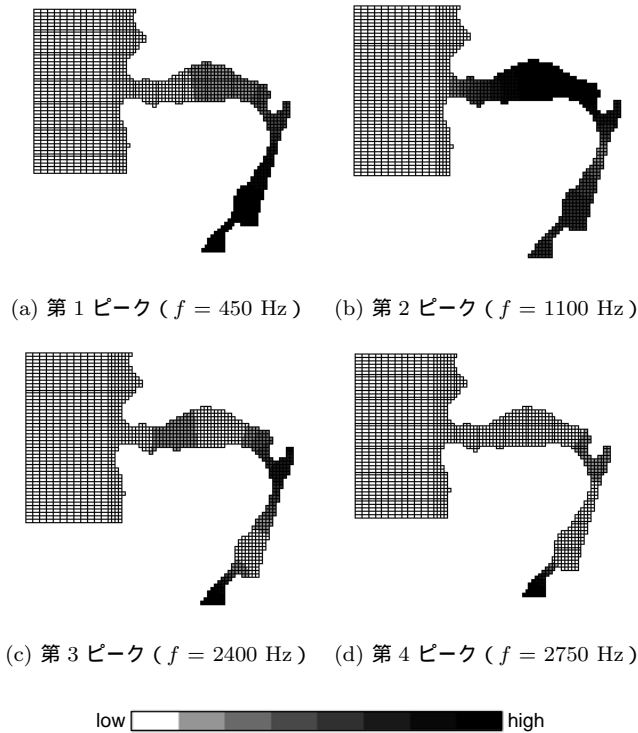 (a) 第 1 ピーク ( f = 450 Hz )
(b) 第 2 ピーク ( f = 1100 Hz )
(c) 第 3 ピーク ( f = 2400 Hz )
(d) 第 4 ピーク ( f = 2750 Hz )
low high